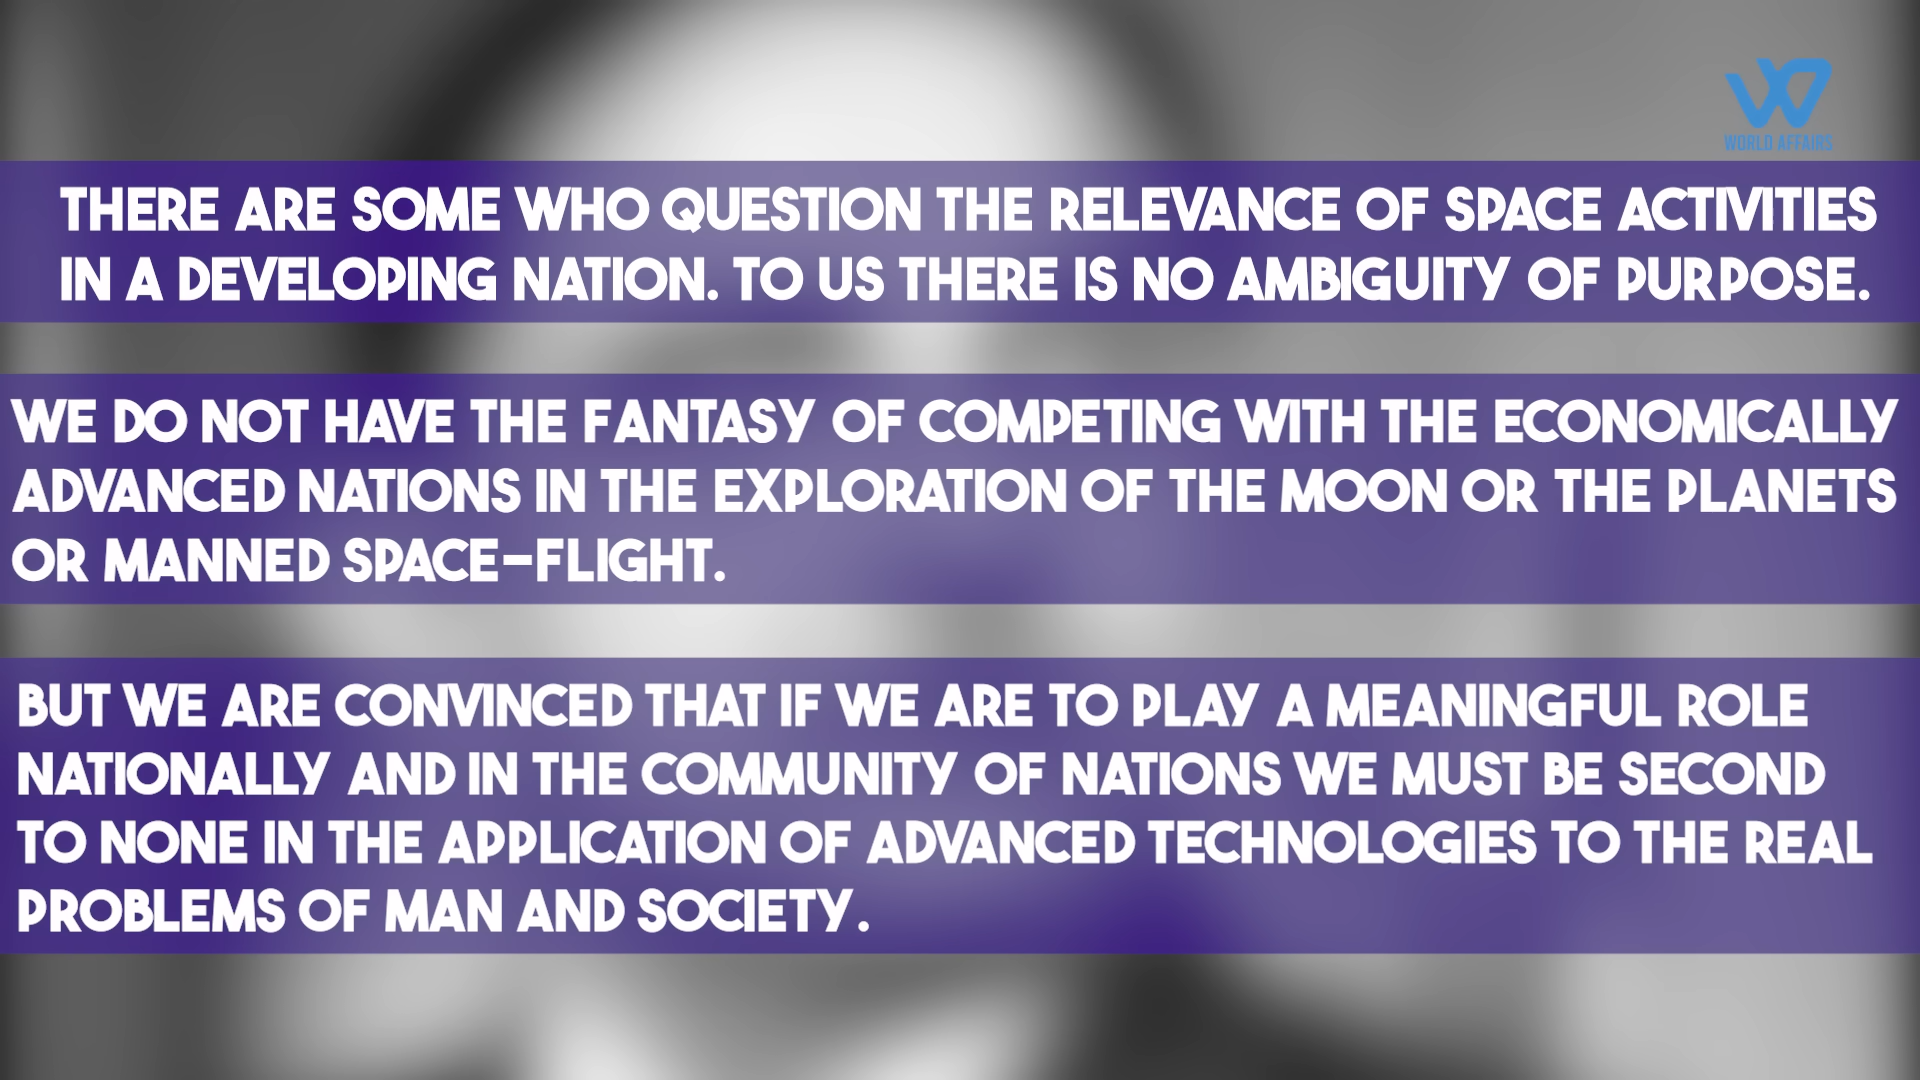 WORLD AFFAIRS
THERE ARE SOME WHO QUESTION THE RELEVANCE OF SPACE ACTIVITIES
IN A DEVELOPING NATION. TO US THERE IS NO AMBIGUITY OF PURPOSE.
WE DO NOT HAVE THE FANTASY OF COMPETING WITH THE ECONOMICALLY
ADVANCED NATIONS IN THE EXPLORATION OF THE MOON OR THE PLANETS
OR MANNED SPACE-FLIGHT.
BUT WE ARE CONVINCED THAT IF WE ARE TO PLAY A MEANINGFUL ROLE
NATIONALLY AND IN THE COMMUNITY OF NATIONS WE MUST BE SECOND
TO NONE IN THE APPLICATION OF ADVANCED TECHNOLOGIES TO THE REAL
PROBLEMS OF MAN AND SOCIETY.